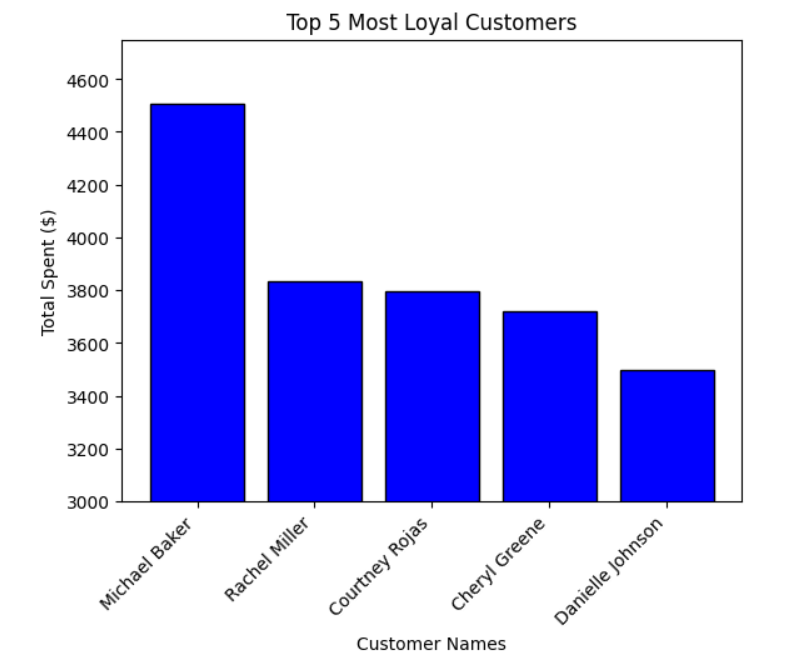 Top 5 Most Loyal Customers
Total Spent ($)
4600
4400
4200
4000
3800
3600
3400
3200
3000
Michael Baker
Rachel Miller
Courtney Rojas
Cheryl Greene
Danielle Johnson
Customer Names